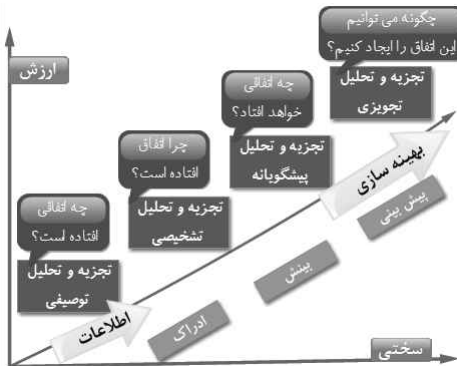 چگونه می توانیم
این اتفاق را ایجاد کنیم؟
ارزش
تجزیه و تحلیل
تجویزی
چه اتفاقی
خواهد افتاد؟
تجزیه و تحلیل
پیشگویانه
چرا اتفاق
افتاده است؟
تجزیه و تحلیل
تشخیصی
چه اتفاقی
افتاده است؟
تجزیه و تحلیل
توصیفی
بهینه سازی
پیش بینی
بینش
ادراک
اطلاعات
سختی